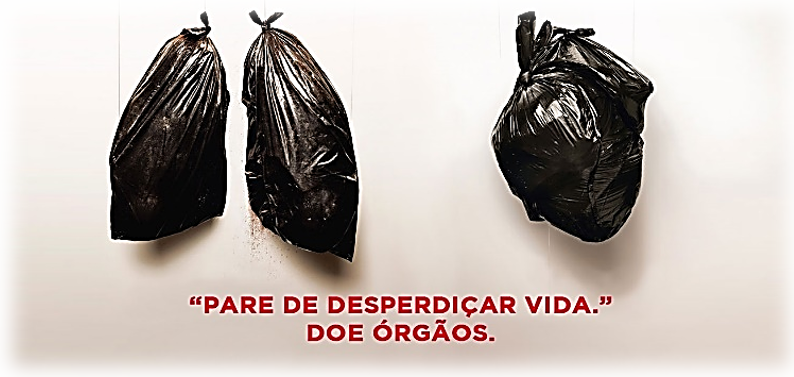 “PARE DE DESPERDIÇAR VIDA.”
DOE ÓRGÃOS.